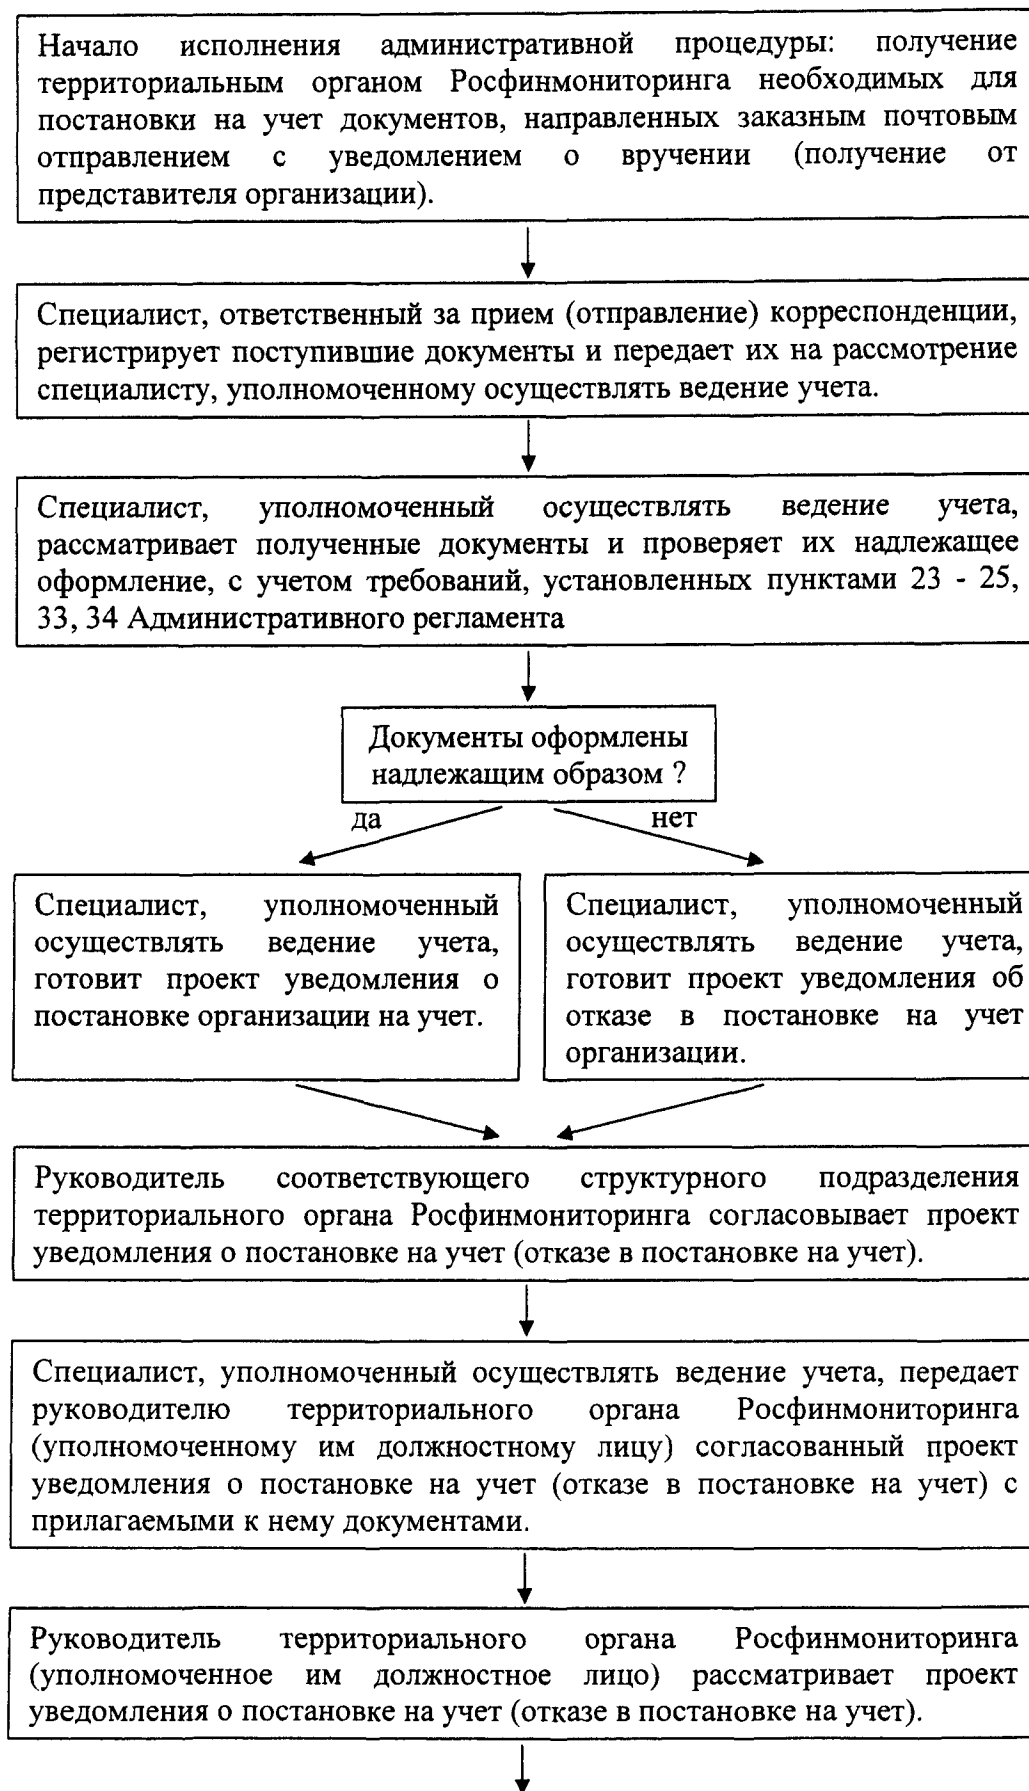 Начало исполнения административной процедуры: получение
территориальным органом Росфинмониторинга необходимых для
постановки на учет документов, направленных заказным почтовым
отправлением с уведомлением о вручении (получение от
представителя организации).
Специалист, ответственный за прием (отправление) корреспонденции,
регистрирует поступившие документы и передает их на рассмотрение
специалисту, уполномоченному осуществлять ведение учета.
Специалист, уполномоченный осуществлять ведение учета,
рассматривает полученные документы и проверяет их надлежащее
оформление, с учетом требований, установленных пунктами 23 - 25,
33, 34 Административного регламента
Документы оформлены
надлежащим образом ?
да
нет
Специалист, уполномоченный
осуществлять ведение учета,
готовит проект уведомления о
постановке организации на учет.
Специалист, уполномоченный
осуществлять ведение учета,
готовит проект уведомления об
отказе в постановке на учет
организации.
Руководитель соответствующего структурного подразделения
территориального органа Росфинмониторинга согласовывает проект
уведомления о постановке на учет (отказе в постановке на учет).
Специалист, уполномоченный осуществлять ведение учета, передает
руководителю территориального органа Росфинмониторинга
(уполномоченному им должностному лицу) согласованный проект
уведомления о постановке на учет (отказе в постановке на учет) с
прилагаемыми к нему документами.
Руководитель территориального органа Росфинмониторинга
(уполномоченное им должностное лицо) рассматривает проект
уведомления о постановке на учет (отказе в постановке на учет).